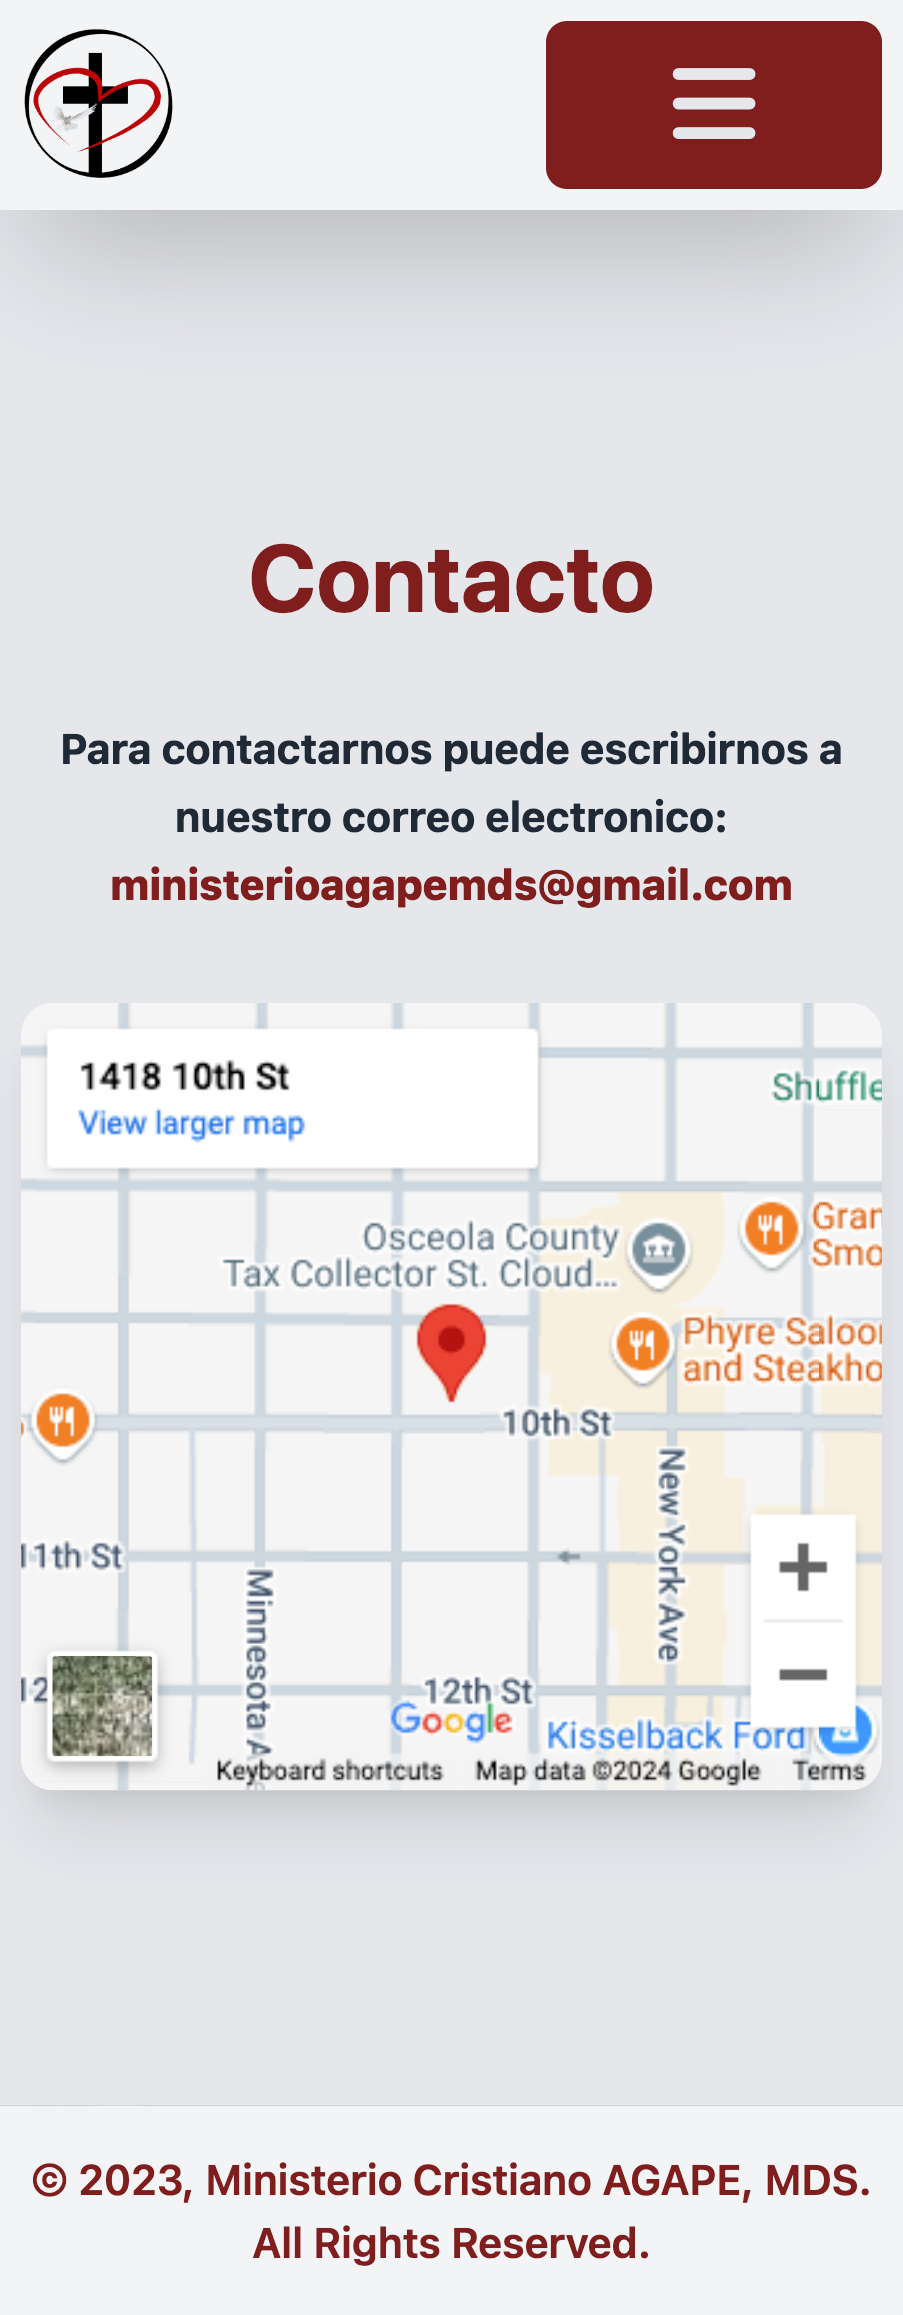 Contacto
Para contactarnos puede escribirnos a
nuestro correo electronico:
ministerioagapemds@gmail.com
1418 10th St
View larger map
Shuffle
Osceola County
Tax Collector St. Cloud...
Gran
Smo
Phyre Saloon
and Steakho
10th St
New York Ave
11th St
Minnesota A
12
12th St
Google
Kisselback Ford
Keyboard shortcuts
Map data ©2024 Google
Terms
© 2023, Ministerio Cristiano AGAPE, MDS.
All Rights Reserved.